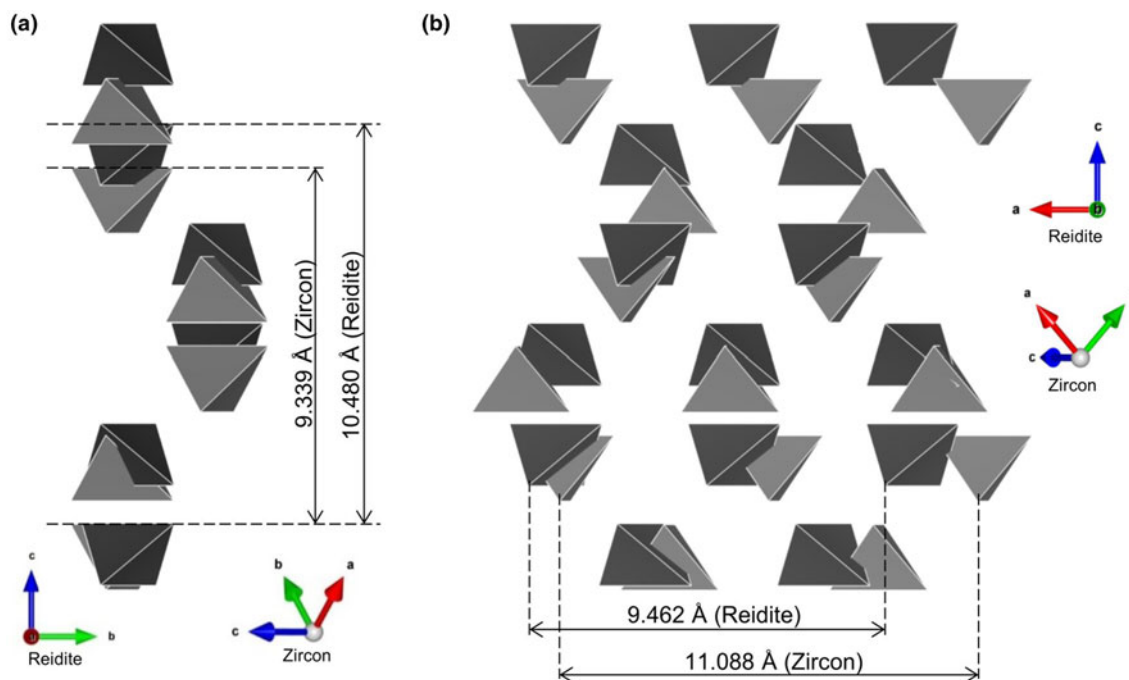 (a)
9.339 Å (Zircon)
10.480 Å (Reidite)
c
b
Reidite
b
a
c
Zircon
(b)
c
a
b
Reidite
a
c
Zircon
9.462 Å (Reidite)
11.088 Å (Zircon)